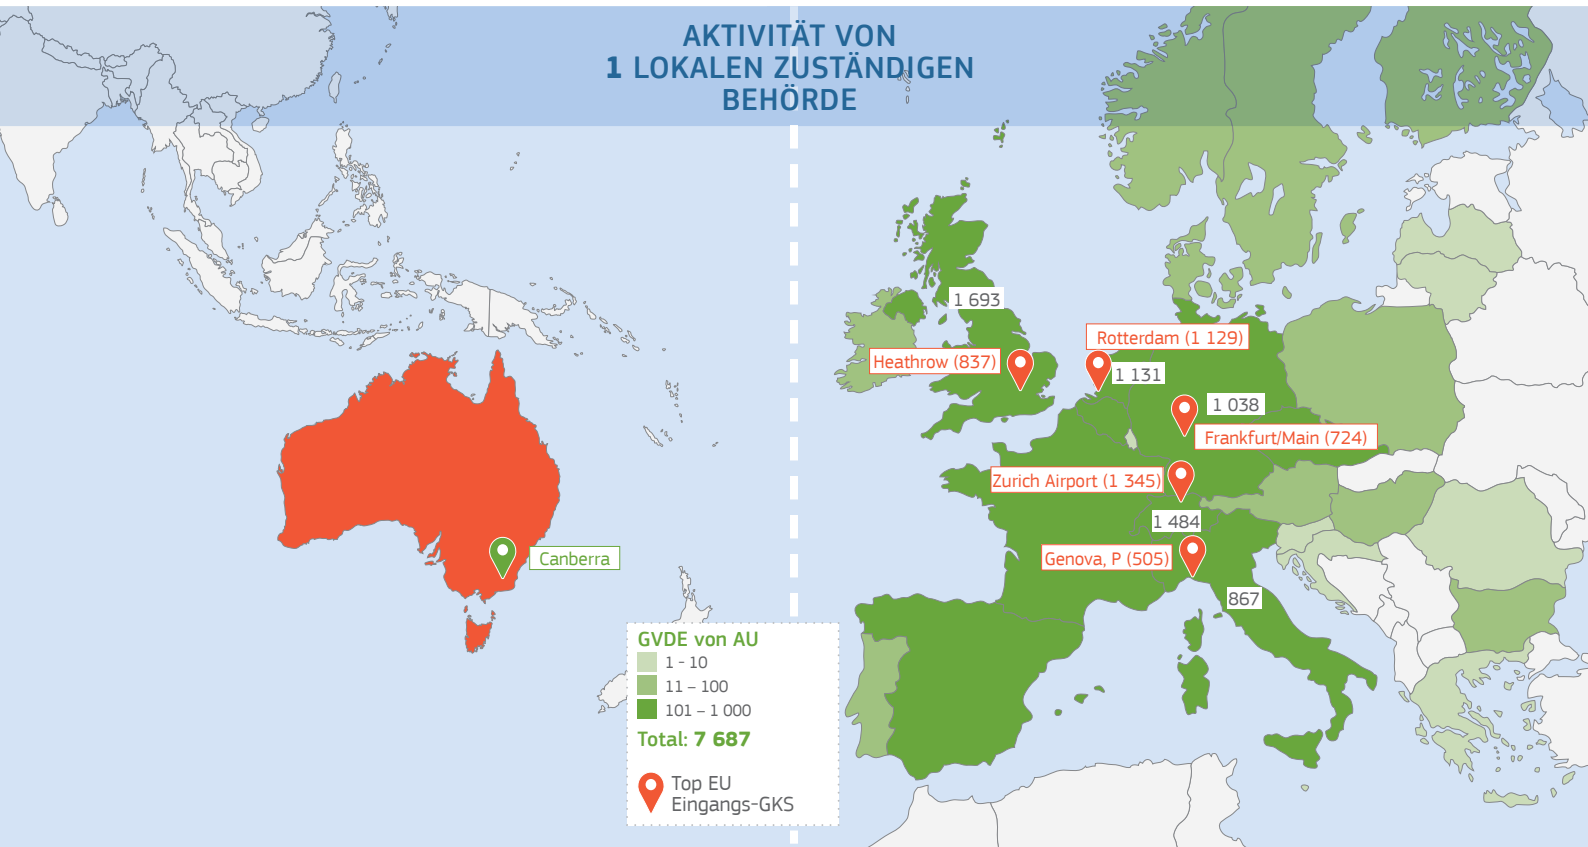 AKTIVITÄT VON
1 LOKALEN ZUSTÄNDIGEN
BEHÖRDE
1 693
Rotterdam (1 129)
Heathrow (837)
1 131
1 038
Frankfurt/Main (724)
Zurich Airport (1 345)
1 484
Genova, P (505)
867
Canberra
GVDE von AU
1 - 10
11 – 100
101 – 1 000
Total: 7 687
Top EU
Eingangs-GKS